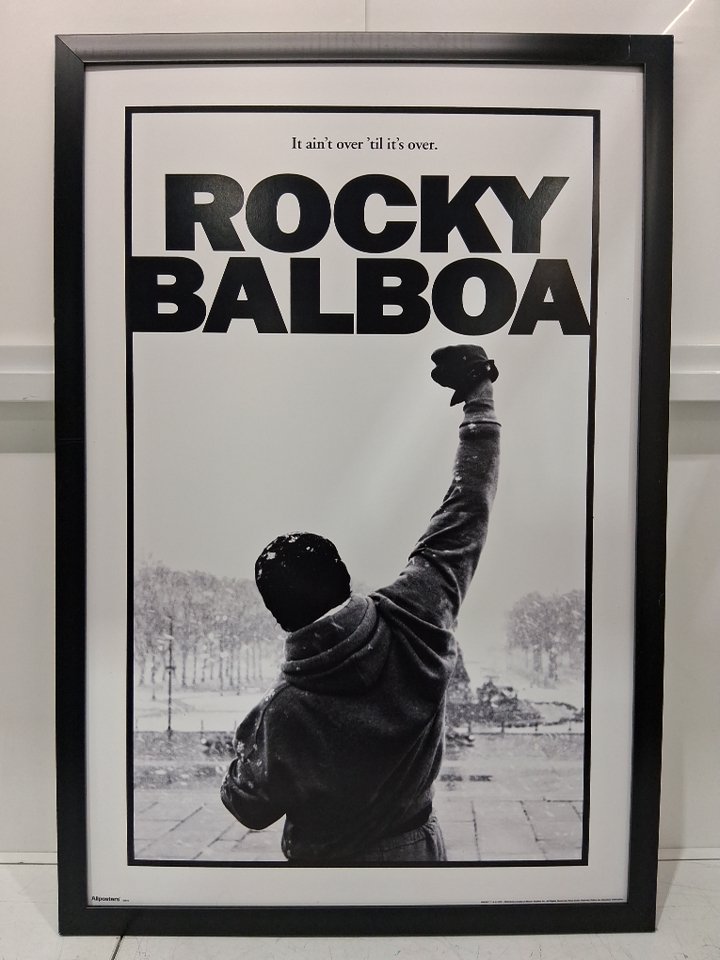 It ain't over 'til it's over.
ROCKY
BALBOA
Allposters